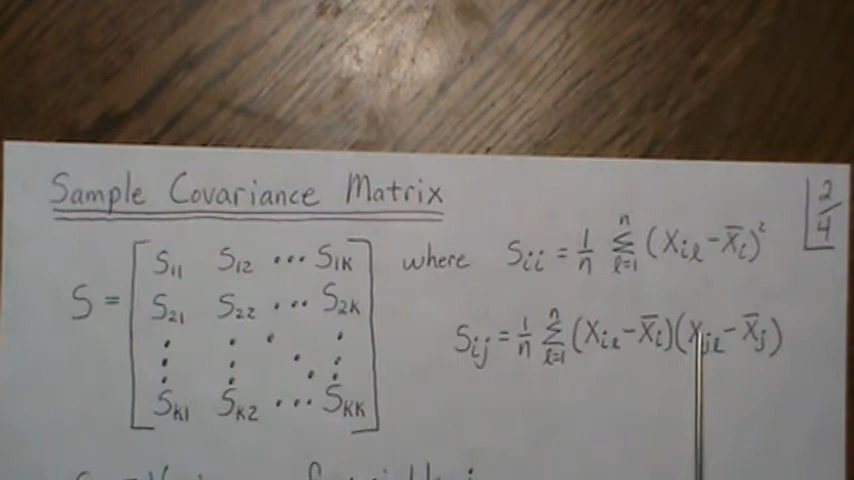 Sample Covariance Matrix
2/4
S = [ S11 S12 ... S1K
S21 S22 ... S2K
⋮ ⋮ ⋱ ⋮
SK1 SK2 ... SKK ]
where Sii = 1/n Σ_{ℓ=1}^{n} (Xiℓ - X̄i)²
Sij = 1/n Σ_{ℓ=1}^{n} (Xiℓ - X̄i)(Xjℓ - X̄j)